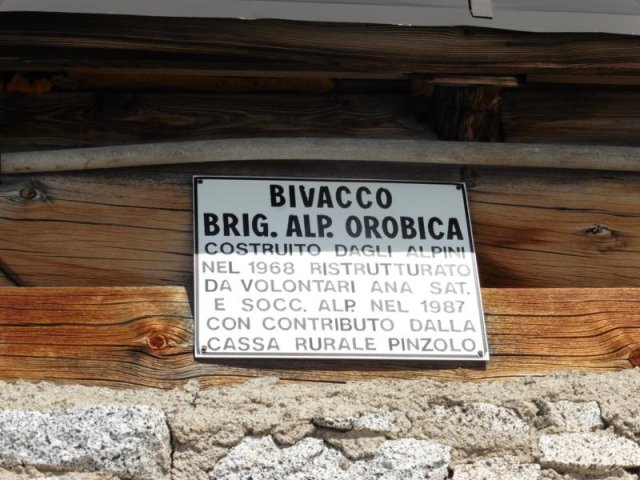 BIVACCO
BRIG. ALP. OROBICA
COSTRUITO DAGLI ALPINI
NEL 1968 RISTRUTTURATO
DA VOLONTARI ANA SAT.
E SOCC. ALP. NEL 1987
CON CONTRIBUTO DALLA
CASSA RURALE PINZOLO